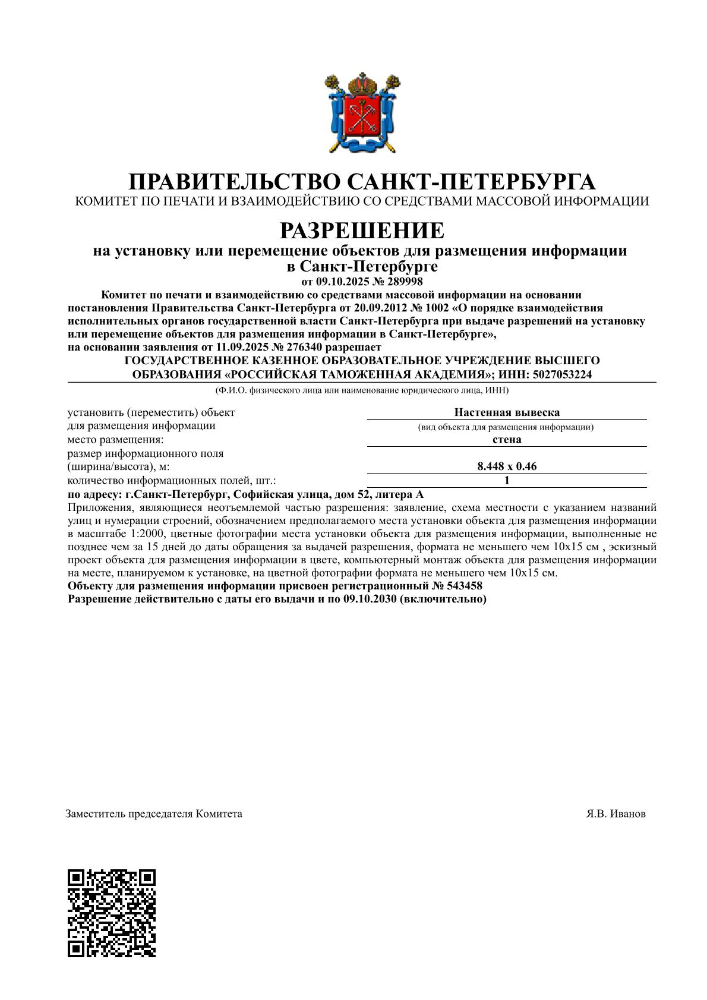 ПРАВИТЕЛЬСТВО САНКТ-ПЕТЕРБУРГА
КОМИТЕТ ПО ПЕЧАТИ И ВЗАИМОДЕЙСТВИЮ СО СРЕДСТВАМИ МАССОВОЙ ИНФОРМАЦИИ
РАЗРЕШЕНИЕ
на установку или перемещение объектов для размещения информации
в Санкт-Петербурге
от 09.10.2025 № 289998
Комитет по печати и взаимодействию со средствами массовой информации на основании
постановления Правительства Санкт-Петербурга от 20.09.2012 № 1002 «О порядке взаимодействия
исполнительных органов государственной власти Санкт-Петербурга при выдаче разрешений на установку
или перемещение объектов для размещения информации в Санкт-Петербурге»,
на основании заявления от 11.09.2025 № 276340 разрешает
ГОСУДАРСТВЕННОЕ КАЗЕННОЕ ОБРАЗОВАТЕЛЬНОЕ УЧРЕЖДЕНИЕ ВЫСШЕГО
ОБРАЗОВАНИЯ «РОССИЙСКАЯ ТАМОЖЕННАЯ АКАДЕМИЯ»; ИНН: 5027053224
(Ф.И.О. физического лица или наименование юридического лица, ИНН)
установить (переместить) объект Настенная вывеска
для размещения информации (вид объекта для размещения информации)
место размещения: стена
размер информационного поля
(ширина/высота), м: 8.448 x 0.46
количество информационных полей, шт.: 1
по адресу: г.Санкт-Петербург, Софийская улица, дом 52, литера А
Приложения, являющиеся неотъемлемой частью разрешения: заявление, схема местности с указанием названий
улиц и нумерации строений, обозначением предполагаемого места установки объекта для размещения информации
в масштабе 1:2000, цветные фотографии места установки объекта для размещения информации, выполненные не
позднее чем за 15 дней до даты обращения за выдачей разрешения, формата не меньшего чем 10x15 см , эскизный
проект объекта для размещения информации в цвете, компьютерный монтаж объекта для размещения информации
на месте, планируемом к установке, на цветной фотографии формата не меньшего чем 10x15 см.
Объекту для размещения информации присвоен регистрационный № 543458
Разрешение действительно с даты его выдачи и по 09.10.2030 (включительно)
Заместитель председателя Комитета Я.В. Иванов